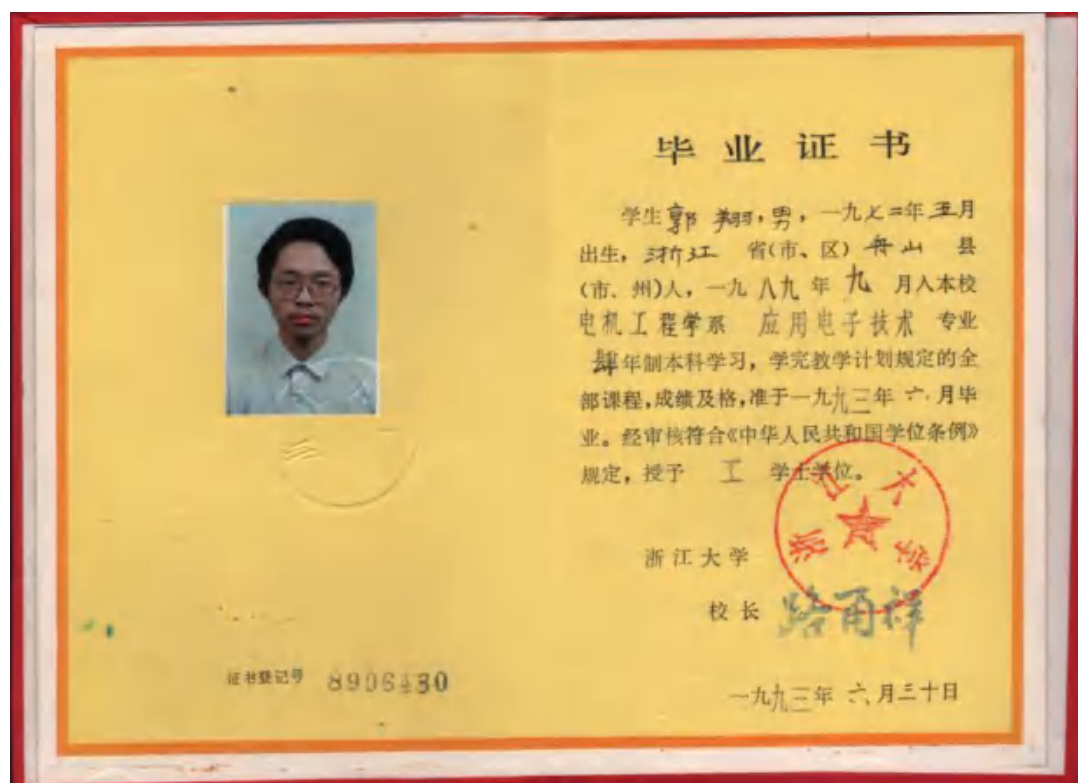 毕业证书
学生郭翔,男,一九七二年五月
出生,浙江 省(市、区)舟山 县
(市、州)人,一九八九年九月入本校
电机工程学系 应用电子技术 专业
肆年制本科学习,学完教学计划规定的全
部课程,成绩及格,准于一九九三年六月毕
业。经审核符合《中华人民共和国学位条例》
规定,授予 工 学士学位。
浙江大学
浙江大学
校长 路甬祥
证书登记号
一九九三年六月三十日